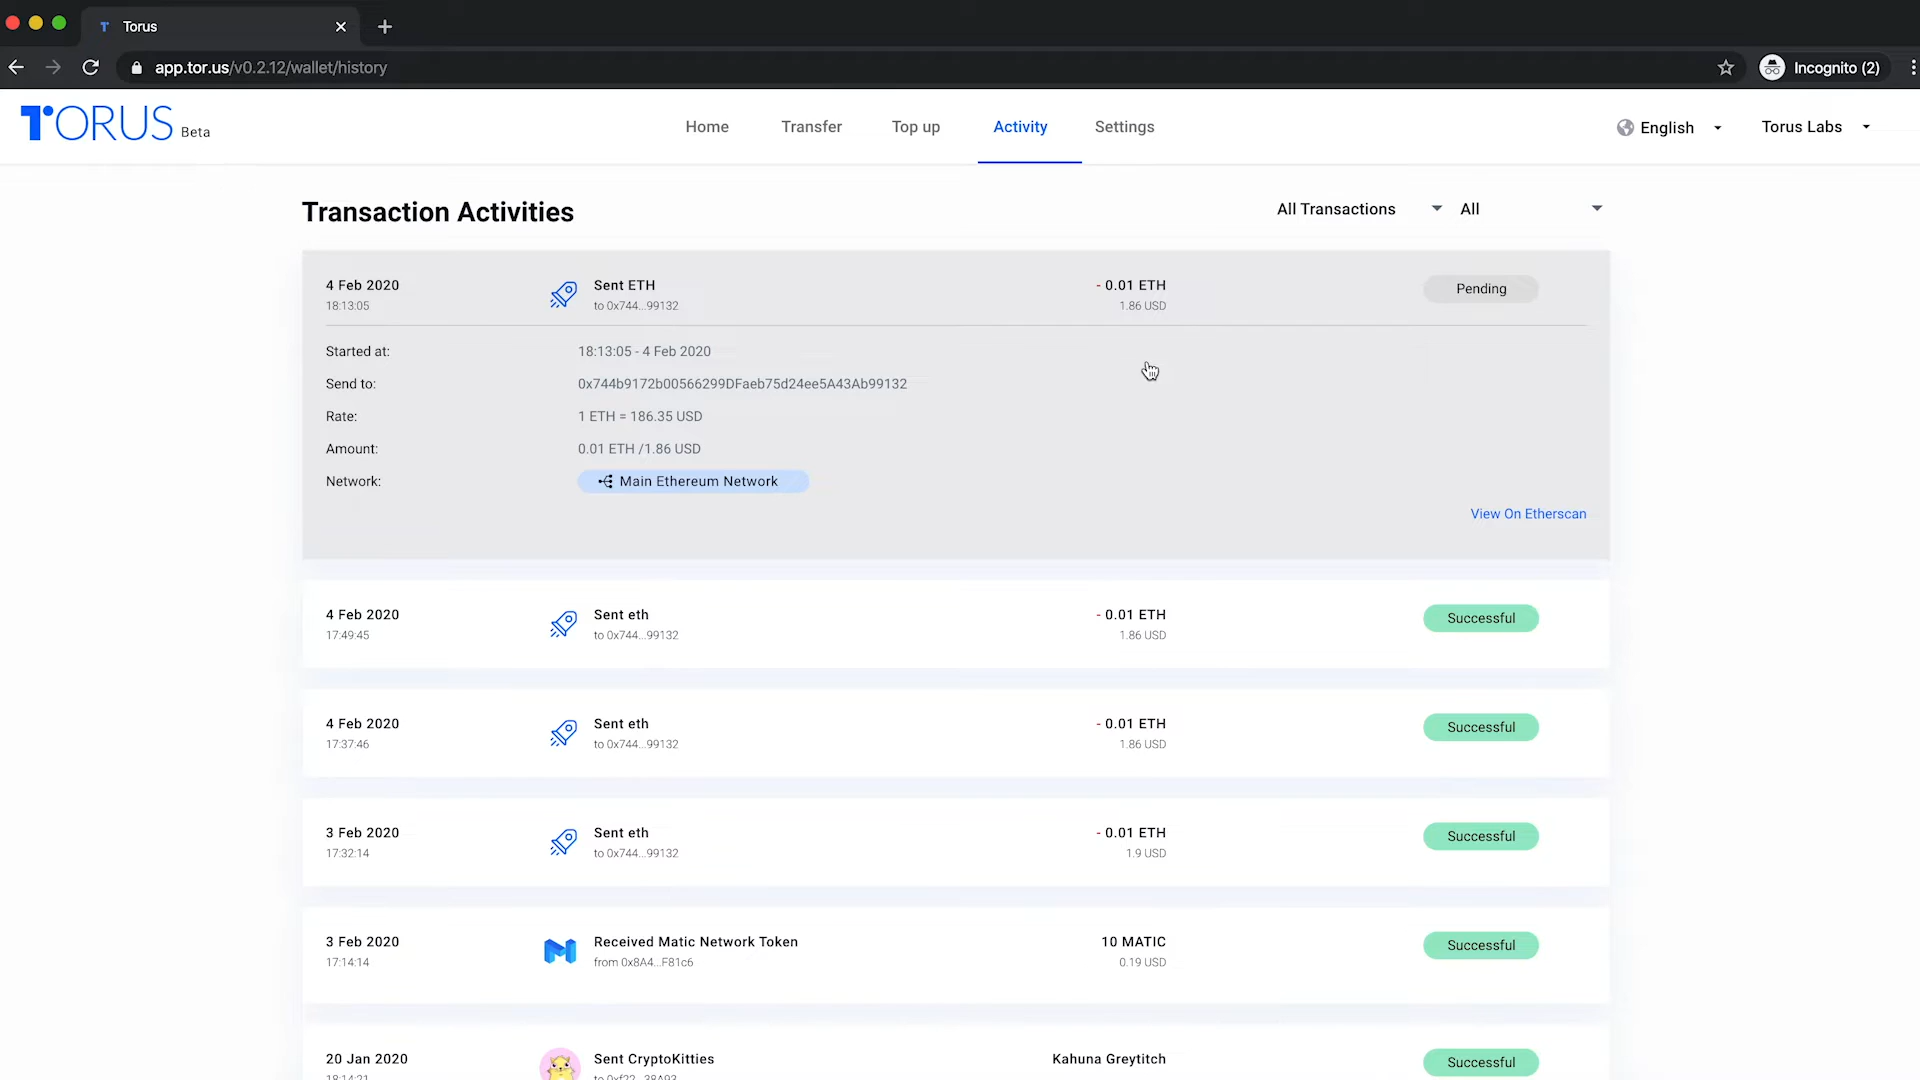 Torus
app.tor.us/v0.2.12/wallet/history
Incognito (2)
TORUS Beta
Home
Transfer
Top up
Activity
Settings
English
Torus Labs
Transaction Activities
All Transactions
All
4 Feb 2020
18:13:05
Sent ETH
to 0x744...99132
- 0.01 ETH
1.86 USD
Pending
Started at:
18:13:05 - 4 Feb 2020
Send to:
0x744b9172b00566299DFaeb75d24ee5A43Ab99132
Rate:
1 ETH = 186.35 USD
Amount:
0.01 ETH /1.86 USD
Network:
Main Ethereum Network
View On Etherscan
4 Feb 2020
17:49:45
Sent eth
to 0x744...99132
- 0.01 ETH
1.86 USD
Successful
4 Feb 2020
17:37:46
Sent eth
to 0x744...99132
- 0.01 ETH
1.86 USD
Successful
3 Feb 2020
17:32:14
Sent eth
to 0x744...99132
- 0.01 ETH
1.9 USD
Successful
3 Feb 2020
17:14:14
Received Matic Network Token
from 0x8A4...F81c6
10 MATIC
0.19 USD
Successful
20 Jan 2020
18:14:21
Sent CryptoKitties
to 0xf22...38A93
Kahuna Greytitch
Successful